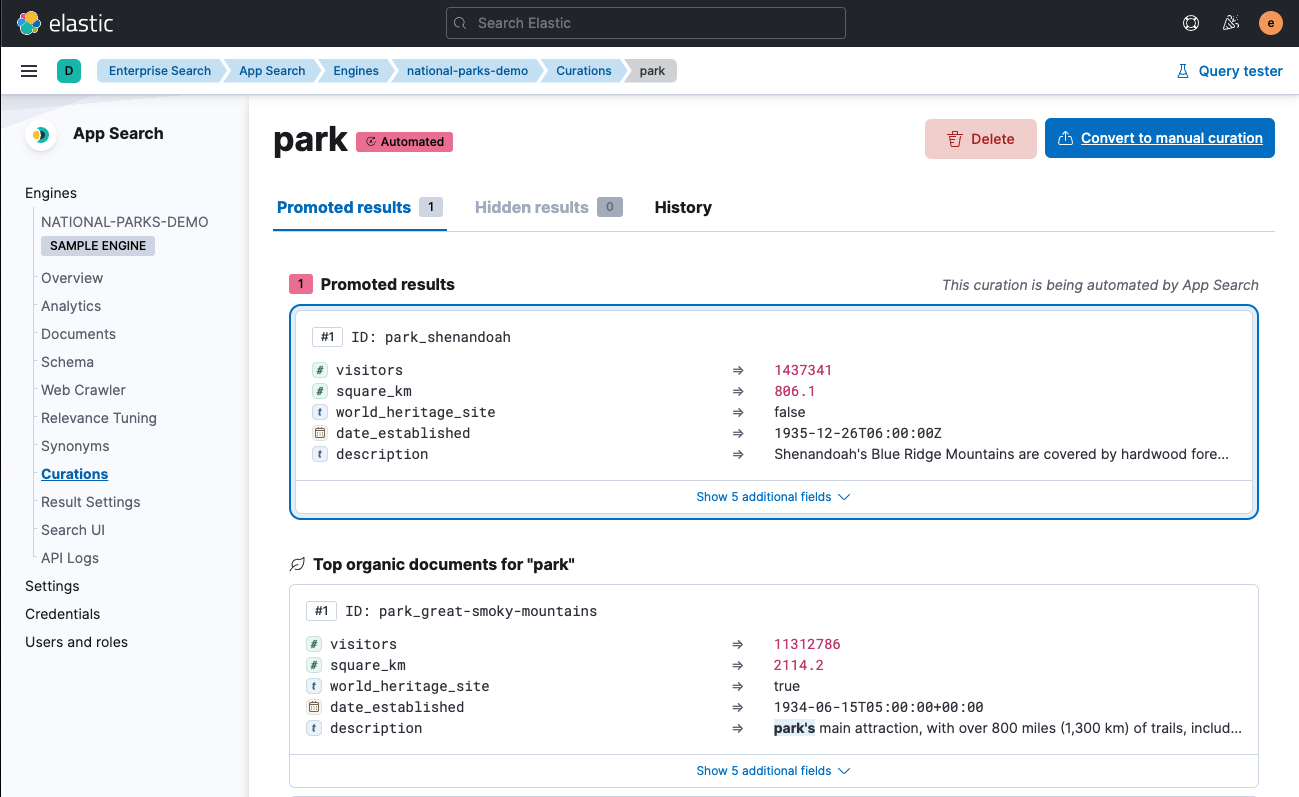 elastic
Search Elastic
e
D
Enterprise Search
App Search
Engines
national-parks-demo
Curations
park
Query tester
App Search
Engines
NATIONAL-PARKS-DEMO
SAMPLE ENGINE
Overview
Analytics
Documents
Schema
Web Crawler
Relevance Tuning
Synonyms
Curations
Result Settings
Search UI
API Logs
Settings
Credentials
Users and roles
park Automated
Delete
Convert to manual curation
Promoted results 1
Hidden results 0
History
1 Promoted results
This curation is being automated by App Search
#1 ID: park_shenandoah
# visitors ⇒ 1437341
# square_km ⇒ 806.1
t world_heritage_site ⇒ false
date_established ⇒ 1935-12-26T06:00:00Z
t description ⇒ Shenandoah's Blue Ridge Mountains are covered by hardwood fore...
Show 5 additional fields
Top organic documents for "park"
#1 ID: park_great-smoky-mountains
# visitors ⇒ 11312786
# square_km ⇒ 2114.2
t world_heritage_site ⇒ true
date_established ⇒ 1934-06-15T05:00:00+00:00
t description ⇒ park's main attraction, with over 800 miles (1,300 km) of trails, includ...
Show 5 additional fields